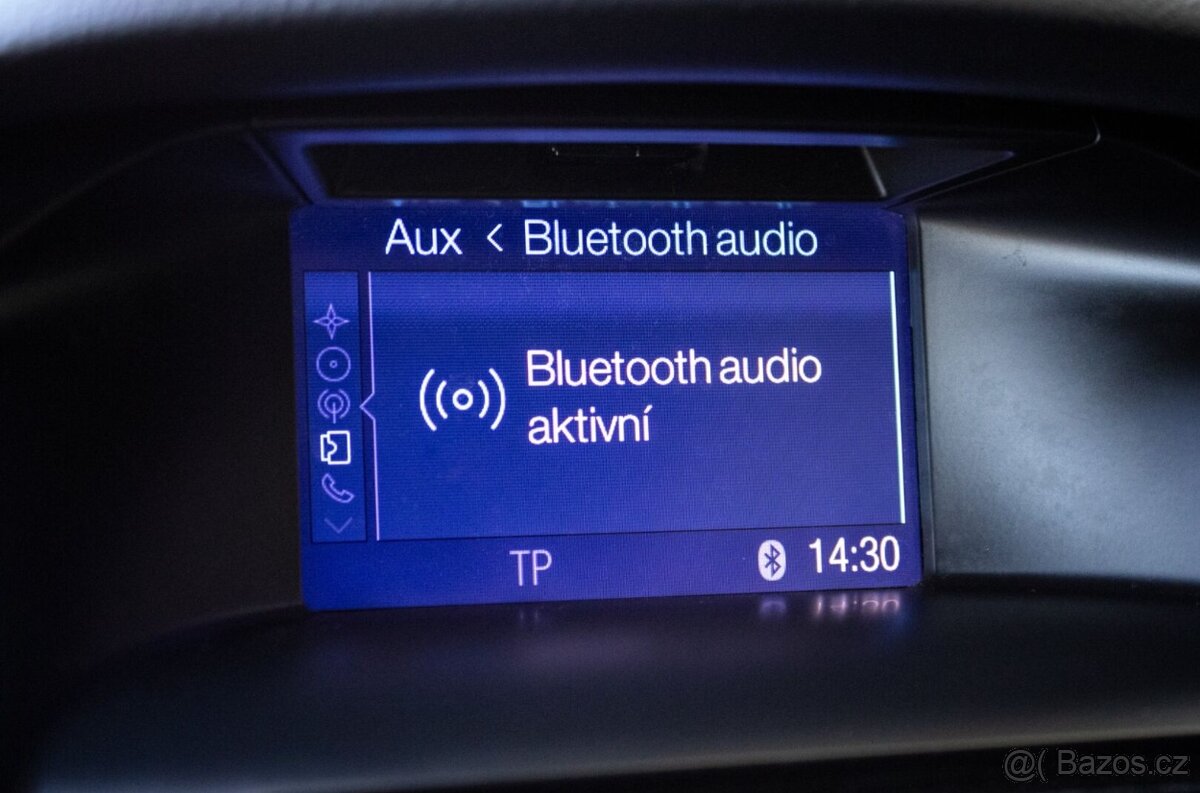 Aux < Bluetooth audio
Bluetooth audio
aktivní
TP 14:30
@( Bazos.cz